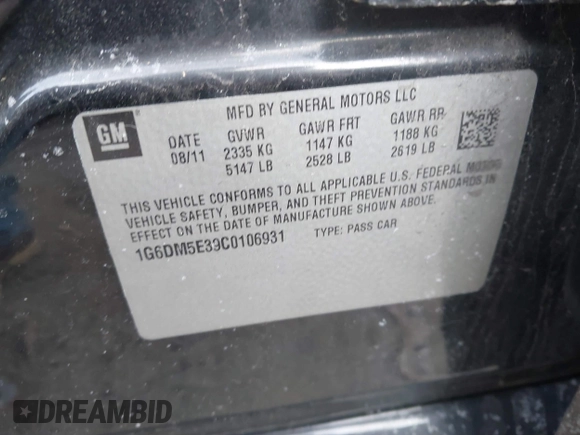 GM
MFD BY GENERAL MOTORS LLC
DATE GVWR GAWR FRT GAWR RR
08/11 2335 KG 1147 KG 1188 KG
5147 LB 2528 LB 2619 LB
THIS VEHICLE CONFORMS TO ALL APPLICABLE U.S. FEDERAL MOTOR
VEHICLE SAFETY, BUMPER, AND THEFT PREVENTION STANDARDS IN
EFFECT ON THE DATE OF MANUFACTURE SHOWN ABOVE.
1G6DM5E39C0106931 TYPE: PASS CAR
DREAMBID